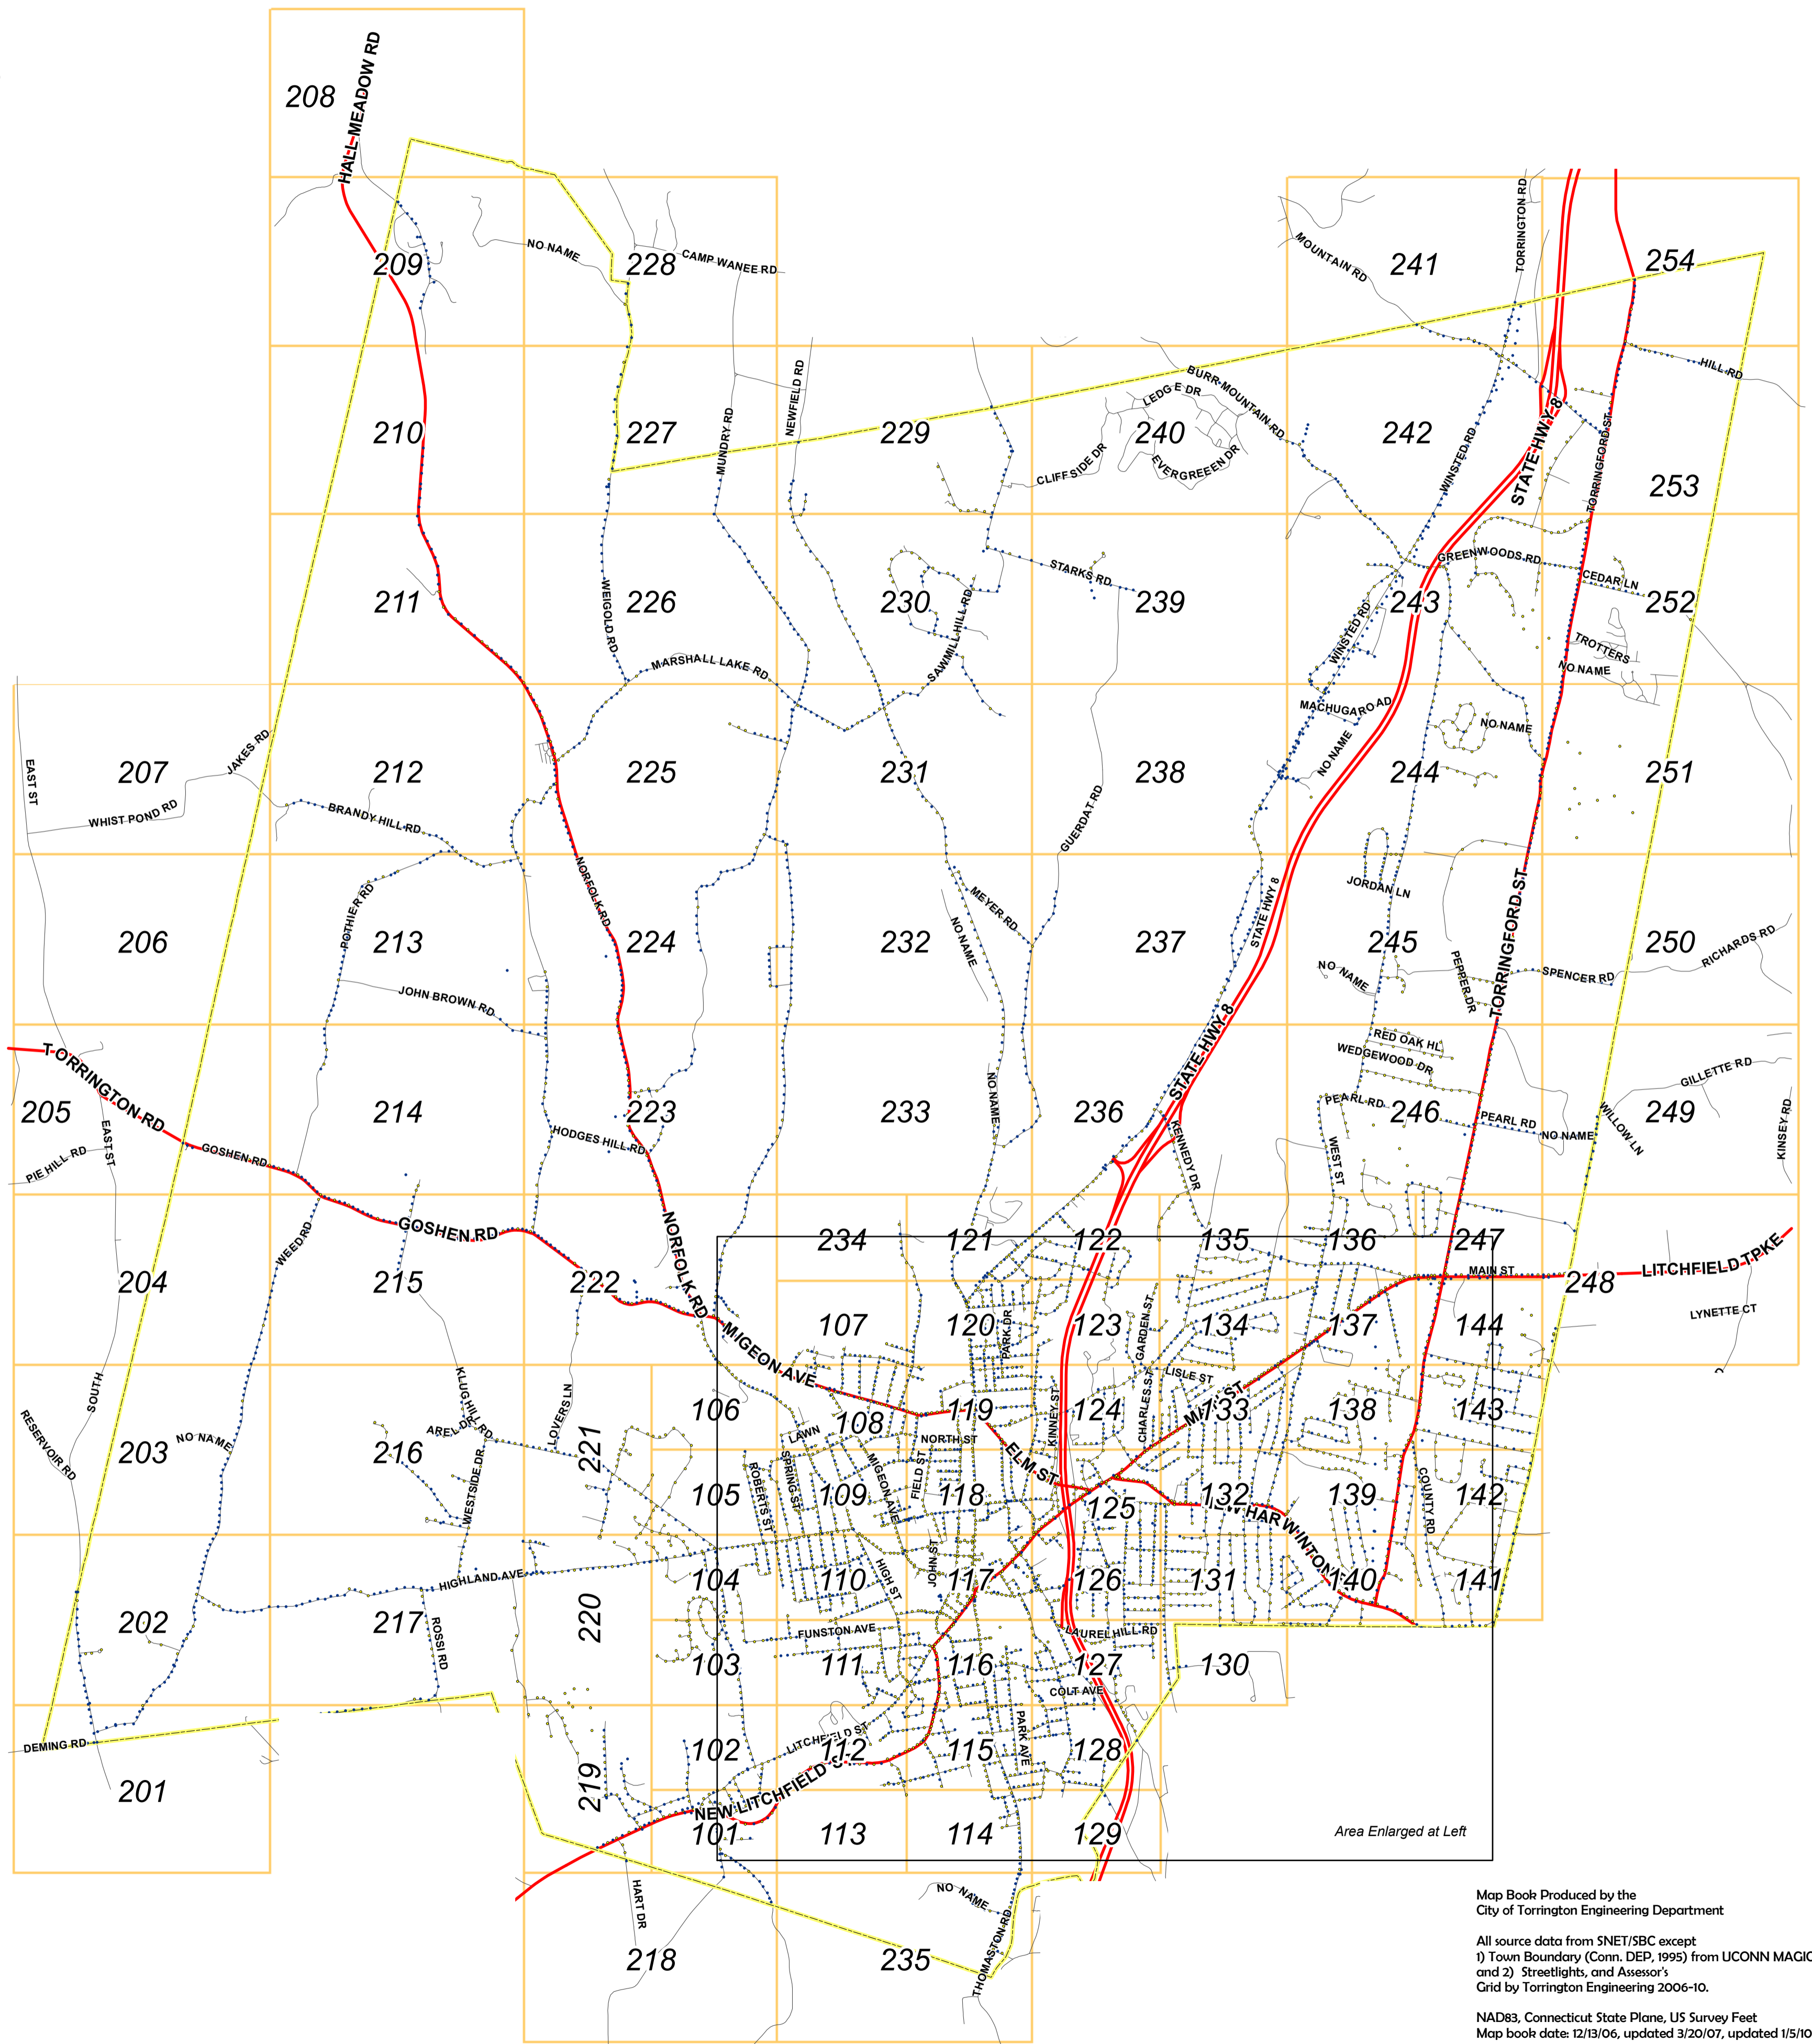 208
HALL MEADOW RD
209
NO NAME
228
CAMP WANEE RD
MOUNTAIN RD
241
TORRINGTON RD
254
210
227
MUNDRY RD
NEWFIELD RD
229
LEDG E DR
BURR MOUNTAIN RD
240
CLIFFSIDE DR
EVERGREEEN DR
242
WINSTED RD
STATE HWY 8
TORRINGFORD ST
HILL RD
253
211
WEIGOLD RD
226
230
SAWMILL HILL RD
STARKS RD
239
GREENWOODS RD
CEDAR LN
243
252
WINSTED RD
TROTTERS
NO NAME
MARSHALL LAKE RD
MACHUGARO AD
NO NAME
NO NAME
EAST ST
207
JAKES RD
WHIST POND RD
212
BRANDY HILL RD
225
231
238
GUERDAT RD
244
251
NORFOLK RD
206
POTHIER RD
213
JOHN BROWN RD
224
232
MEYER RD
NO NAME
237
STATE HWY 8
JORDAN LN
245
NO NAME
PEPPER DR
TORRINGFORD ST
SPENCER RD
250
RICHARDS RD
TORRINGTON RD
205
EAST ST
PIE HILL RD
GOSHEN RD
214
223
HODGES HILL RD
233
NO NAME
236
STATE HWY 8
KENNEDY DR
RED OAK HL
WEDGEWOOD DR
PEARL RD
246
PEARL RD
NO NAME
WEST ST
WILLOW LN
249
GILLETTE RD
KINSEY RD
204
WEED RD
GOSHEN RD
215
222
NORFOLK RD
234
121
122
135
136
247
MAIN ST
248
LITCHFIELD TPKE
LYNETTE CT
MIGEON AVE
107
120
PARK DR
123
GARDEN ST
134
137
144
SOUTH
RESERVOIR RD
203
NO NAME
216
AREL DR
KLUG HILL RD
WESTSIDE DR
LOVERS LN
221
106
LAWN
108
119
NORTH ST
KINNEY ST
124
CHARLES ST
LISLE ST
MAIN ST
133
138
143
105
ROBERTS ST
SPRING ST
109
MIGEON AVE
FIELD ST
118
ELM ST
125
132
139
COUNTY RD
142
202
HIGHLAND AVE
217
ROSSI RD
220
104
110
HIGH ST
JOHN ST
117
126
131
140
141
103
FUNSTON AVE
111
116
LAUREL HILL RD
127
COLT AVE
130
DEMING RD
201
219
102
LITCHFIELD ST
112
115
PARK AVE
128
NEW LITCHFIELD S
101
113
114
129
Area Enlarged at Left
HART DR
218
235
NO NAME
THOMASTON RD
Map Book Produced by the
City of Torrington Engineering Department
All source data from SNET/SBC except
1) Town Boundary (Conn. DEP, 1995) from UCONN MAGIC
and 2) Streetlights, and Assessor's
Grid by Torrington Engineering 2006-10.
NAD83, Connecticut State Plane, US Survey Feet
Map book date: 12/13/06, updated 3/20/07, updated 1/5/10